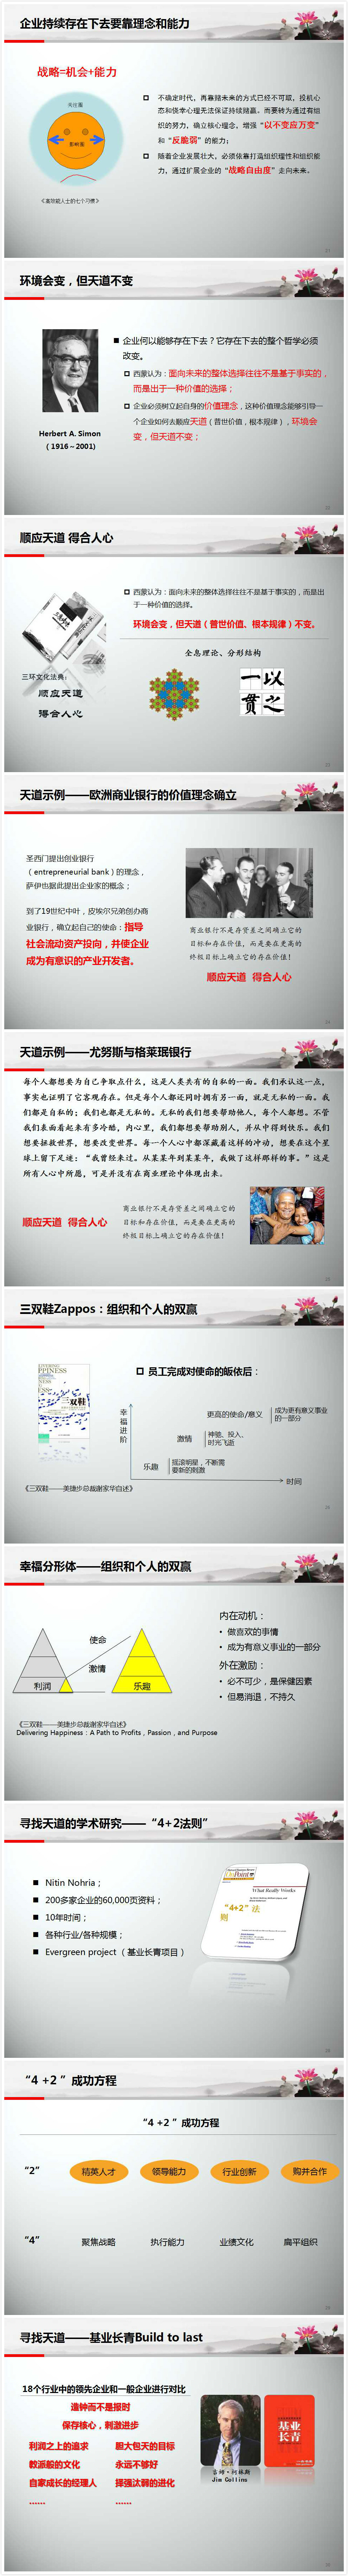 企业持续存在下去要靠理念和能力
战略=机会+能力
关注圈
影响圈
《高效能人士的七个习惯》
不确定时代，再靠赌未来的方式已经不可取，投机心
态和侥幸心理无法保证持续赌赢。而要转为通过有组
织的努力，确立核心理念，增强“以不变应万变”
和“反脆弱”的能力；
随着企业发展壮大，必须依靠打造组织理性和组织能
力，通过扩展企业的“战略自由度”走向未来。
环境会变，但天道不变
Herbert A. Simon
（1916～2001)
企业何以能够存在下去？它存在下去的整个哲学必须
改变。
西蒙认为：面向未来的整体选择往往不是基于事实的，
而是出于一种价值的选择；
企业必须树立起自身的价值理念，这种价值理念能够引导一
个企业如何去顺应天道（普世价值，根本规律），环境会
变，但天道不变；
顺应天道 得合人心
西蒙认为：面向未来的整体选择往往不是基于事实的，而是出
于一种价值的选择。
环境会变，但天道（普世价值、根本规律）不变。
全息理论、分形结构
三环文化法典：
顺应天道
得合人心
一以
贯之
天道示例——欧洲商业银行的价值理念确立
圣西门提出创业银行
（entrepreneurial bank）的理念，
萨伊也据此提出企业家的概念；
到了19世纪中叶，皮埃尔兄弟创办商
业银行，确立起自己的使命：指导
社会流动资产投向，并使企业
成为有意识的产业开发者。
商业银行不是存贷差之间确立它的
目标和存在价值，而是要在更高的
终极目标上确立它的存在价值！
顺应天道 得合人心
天道示例——尤努斯与格莱珉银行
每个人都想要为自己争取点什么，这是人类共有的自私的一面。我们承认这一点，
事实也证明了它客观存在。但是每个人都还同时拥有另一面，就是无私的一面。我
们都是自私的；我们也都是无私的。无私的我们想要帮助他人，每个人都想。不管
我们表面看起来有多冷酷，内心里，我们都想要帮助别人，并从中得到快乐。我们
想要拯救世界，想要改变世界。每一个人心中都深藏着这样的冲动，想要在这个星
球上留下足迹：“我曾经来过。从某某年到某某年，我做了这样那样的事。”这是
所有人心中所愿，可是并没有在商业理论中体现出来。
顺应天道 得合人心
商业银行不是存贷差之间确立它的
目标和存在价值，而是要在更高的
终极目标上确立它的存在价值！
三双鞋Zappos：组织和个人的双赢
员工完成对使命的皈依后：
幸福进阶
更高的使命/意义
成为更有意义事业
的一部分
激情
神驰、投入、
时光飞逝
乐趣
摇滚明星，不断需
要新的刺激
时间
《三双鞋——美捷步总裁谢家华自述》
幸福分形体——组织和个人的双赢
使命
激情
利润
乐趣
内在动机：
做喜欢的事情
成为有意义事业的一部分
外在激励：
必不可少，是保健因素
但易消退，不持久
《三双鞋——美捷步总裁谢家华自述》
Delivering Happiness：A Path to Profits，Passion，and Purpose
寻找天道的学术研究——“4+2法则”
Nitin Nohria；
200多家企业的60,000页资料；
10年时间；
各种行业/各种规模；
Evergreen project（基业长青项目）
OnPoint
What Really Works
“4+2”法
则
“4 +2 ”成功方程
“4 +2 ”成功方程
“2”
精英人才
领导能力
行业创新
购并合作
“4”
聚焦战略
执行能力
业绩文化
扁平组织
寻找天道——基业长青Build to last
18个行业中的领先企业和一般企业进行对比
造钟而不是报时
保存核心，刺激进步
利润之上的追求
胆大包天的目标
教派般的文化
永远不够好
自家成长的经理人
择强汰弱的进化
……
……
吉姆·柯林斯
Jim Collins
基业
长青